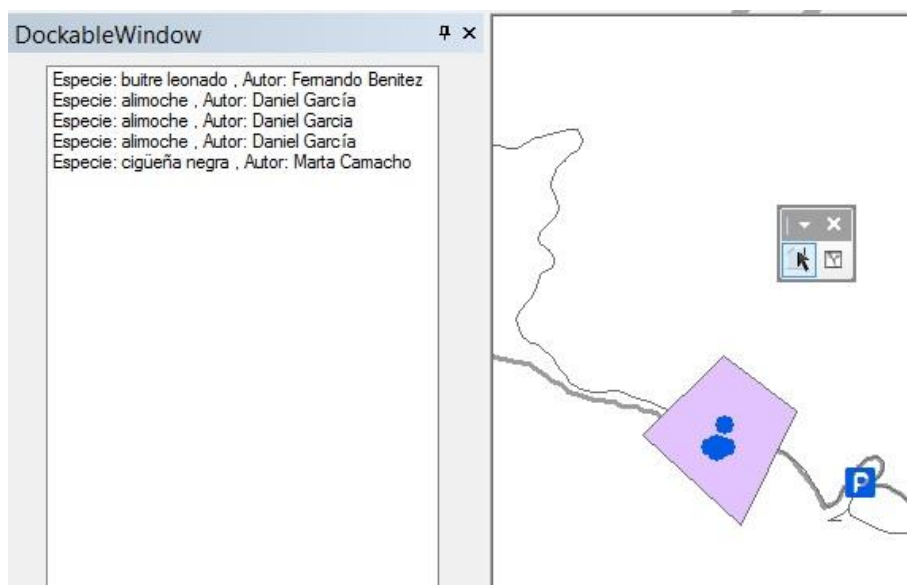 DockableWindow
Especie: buitre leonado , Autor: Fernando Benitez
Especie: alimoche , Autor: Daniel García
Especie: alimoche , Autor: Daniel Garcia
Especie: alimoche , Autor: Daniel García
Especie: cigüeña negra , Autor: Marta Camacho
P